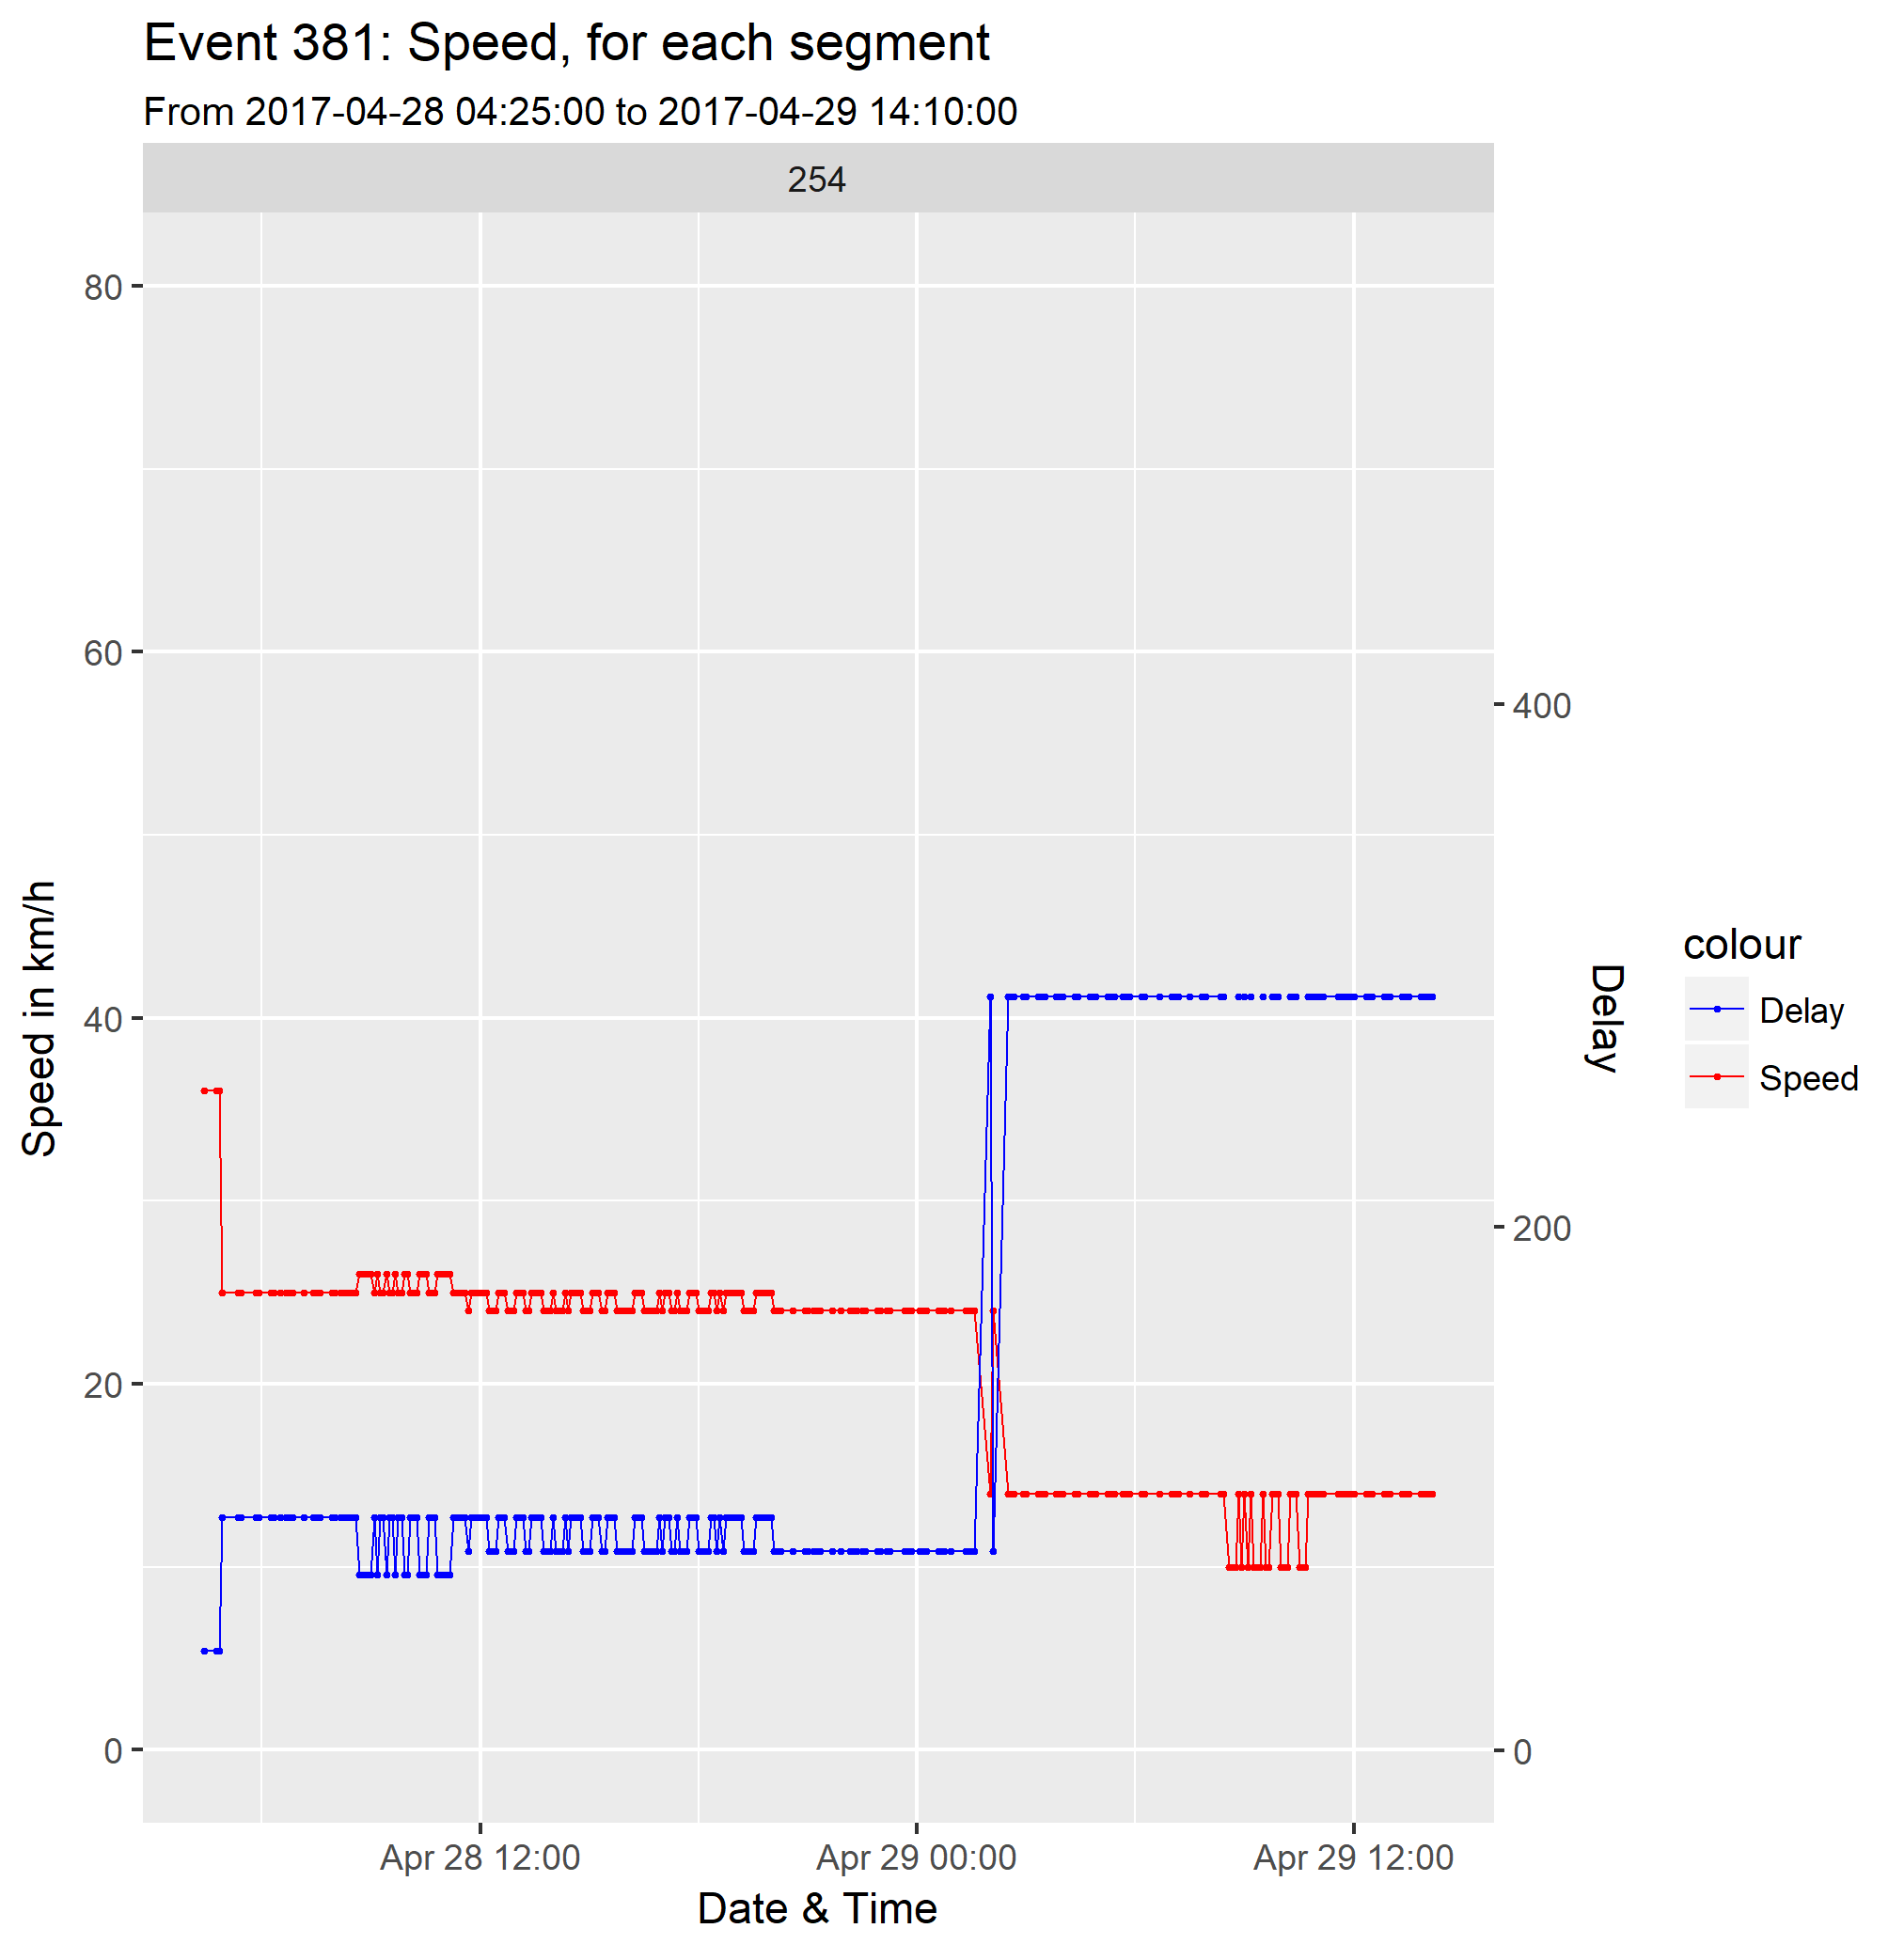 Event 381: Speed, for each segment
From 2017-04-28 04:25:00 to 2017-04-29 14:10:00
254
80
60
40
20
0
Speed in km/h
400
200
0
Delay
colour
Delay
Speed
Apr 28 12:00
Apr 29 00:00
Apr 29 12:00
Date & Time